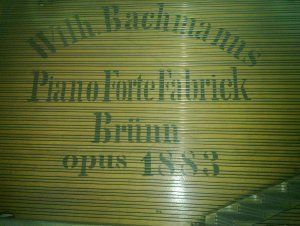 Wilh. Bachmanns
Piano Forte Fabrick
Brünn
opus 1883